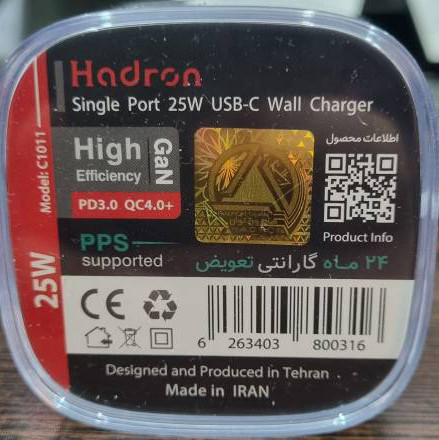 Hadron
Single Port 25W USB-C Wall Charger
Model: C1011
High
Efficiency
GaN
PD3.0 QC4.0+
اطلاعات محصول
Product Info
PPS
supported
۲۴ ماه گارانتی تعویض
25W
CE
6 263403 800316
Designed and Produced in Tehran
Made in IRAN